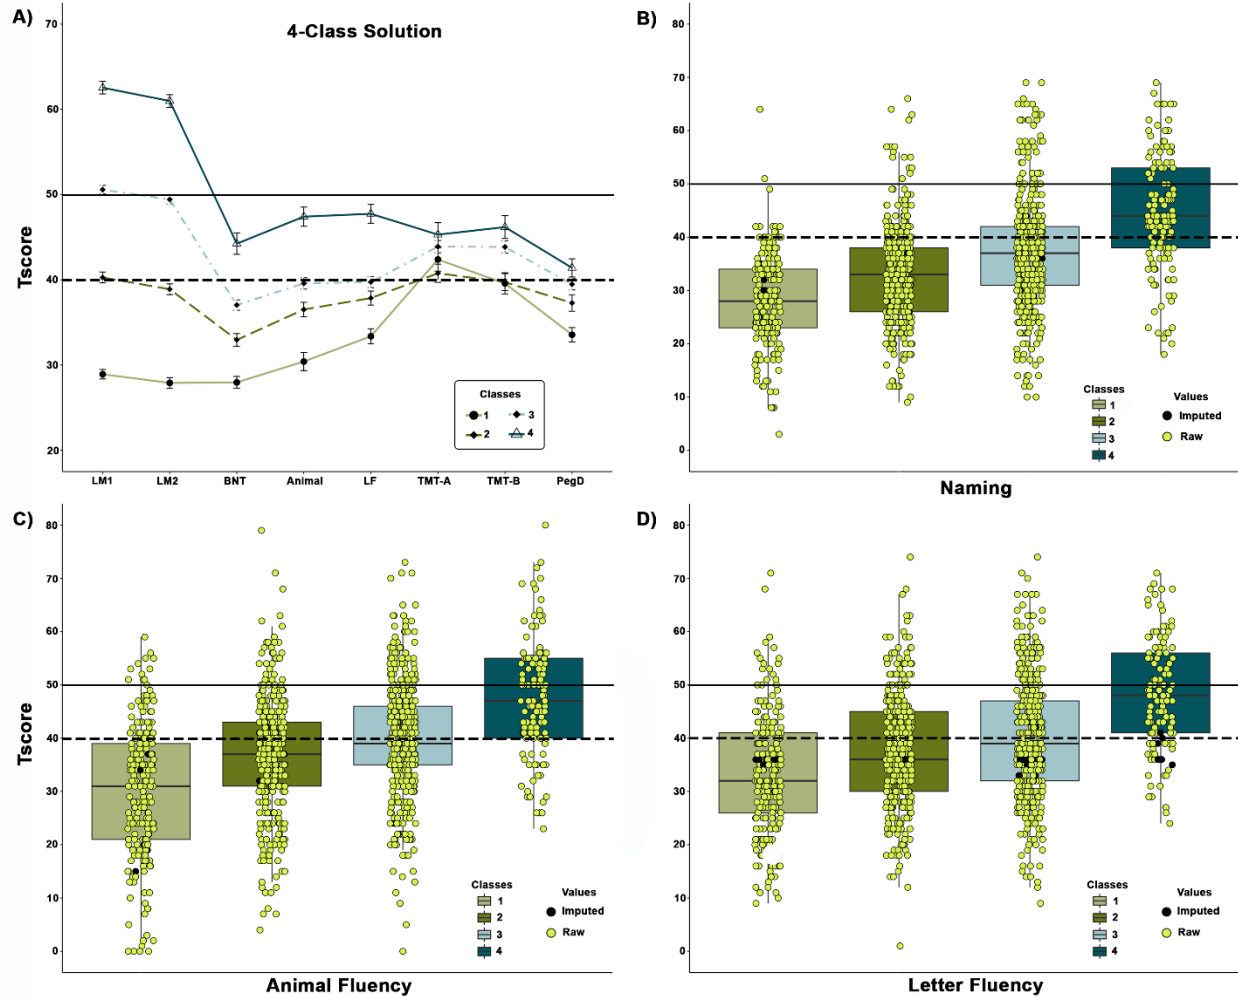 A)
4-Class Solution
Tscore
70
60
50
40
30
20
LM1 LM2 BNT Animal LF TMT-A TMT-B PegD
Classes
1 3
2 4
B)
80
70
60
50
40
30
20
10
0
Classes
1
2
3
4
Values
Imputed
Raw
Naming
C)
Tscore
80
70
60
50
40
30
20
10
0
Classes
1
2
3
4
Values
Imputed
Raw
Animal Fluency
D)
80
70
60
50
40
30
20
10
0
Classes
1
2
3
4
Values
Imputed
Raw
Letter Fluency